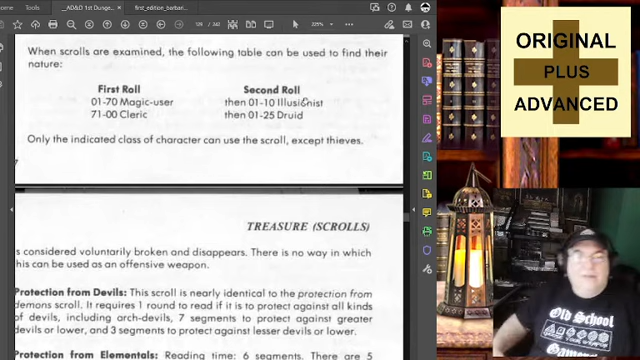 _AD&D 1st Dunge...
first_edition_barbari...
129
225%
When scrolls are examined, the following table can be used to find their
nature:
First Roll Second Roll
01-70 Magic-user then 01-10 Illusionist
71-00 Cleric then 01-25 Druid
Only the indicated class of character can use the scroll, except thieves.
TREASURE (SCROLLS)
s considered voluntarily broken and disappears. There is no way in which
his can be used as an offensive weapon.
Protection from Devils: This scroll is nearly identical to the protection from
demons scroll. It requires 1 round to read if it is to protect against all kinds
of devils, including arch-devils, 7 segments to protect against greater
devils or lower, and 3 segments to protect against lesser devils or lower.
Protection from Elementals: Reading time: 6 segments. There are 5
ORIGINAL
PLUS
ADVANCED
Old School
Gamer